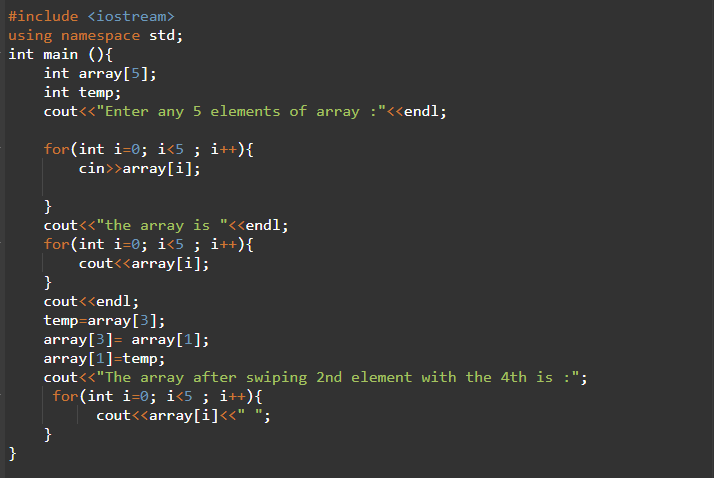 #include <iostream>
using namespace std;
int main (){
    int array[5];
    int temp;
    cout<<"Enter any 5 elements of array :"<<endl;

    for(int i=0; i<5 ; i++){
        cin>>array[i];

    }
    cout<<"the array is "<<endl;
    for(int i=0; i<5 ; i++){
        cout<<array[i];
    }
    cout<<endl;
    temp=array[3];
    array[3]= array[1];
    array[1]=temp;
    cout<<"The array after swiping 2nd element with the 4th is :";
     for(int i=0; i<5 ; i++){
          cout<<array[i]<<" ";
    }
}